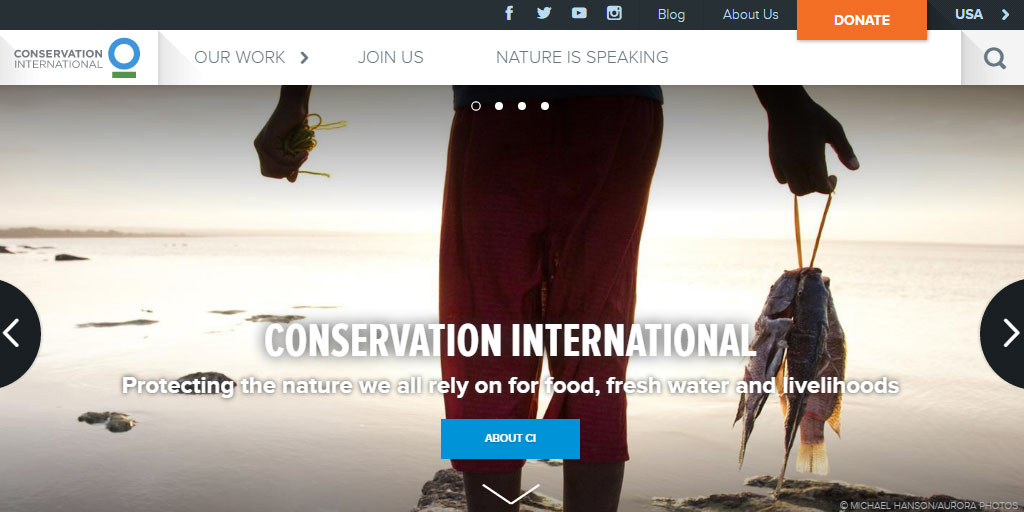 Blog
About Us
DONATE
USA
CONSERVATION
INTERNATIONAL
OUR WORK
JOIN US
NATURE IS SPEAKING
CONSERVATION INTERNATIONAL
Protecting the nature we all rely on for food, fresh water and livelihoods
ABOUT CI
© MICHAEL HANSON/AURORA PHOTOS